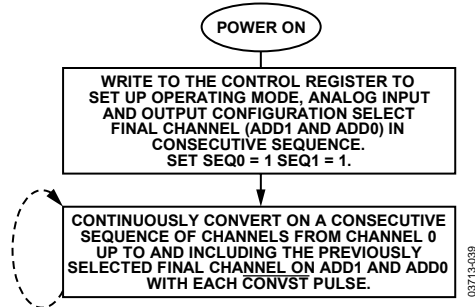 POWER ON
WRITE TO THE CONTROL REGISTER TO
SET UP OPERATING MODE, ANALOG INPUT
AND OUTPUT CONFIGURATION SELECT
FINAL CHANNEL (ADD1 AND ADD0) IN
CONSECUTIVE SEQUENCE.
SET SEQ0 = 1 SEQ1 = 1.
CONTINUOUSLY CONVERT ON A CONSECUTIVE
SEQUENCE OF CHANNELS FROM CHANNEL 0
UP TO AND INCLUDING THE PREVIOUSLY
SELECTED FINAL CHANNEL ON ADD1 AND ADD0
WITH EACH CONVST PULSE.
03713-039